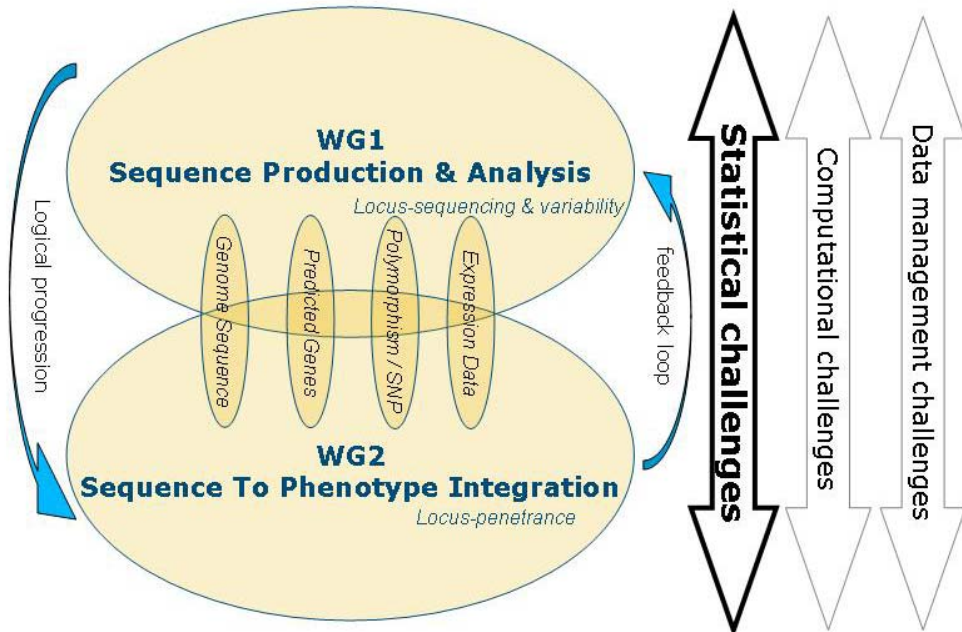 WG1
Sequence Production & Analysis
Locus-sequencing & variability
Logical progression
Genome Sequence
Predicted Genes
Polymorphism / SNP
Expression Data
feedback loop
WG2
Sequence To Phenotype Integration
Locus-penetrance
Statistical challenges
Computational challenges
Data management challenges